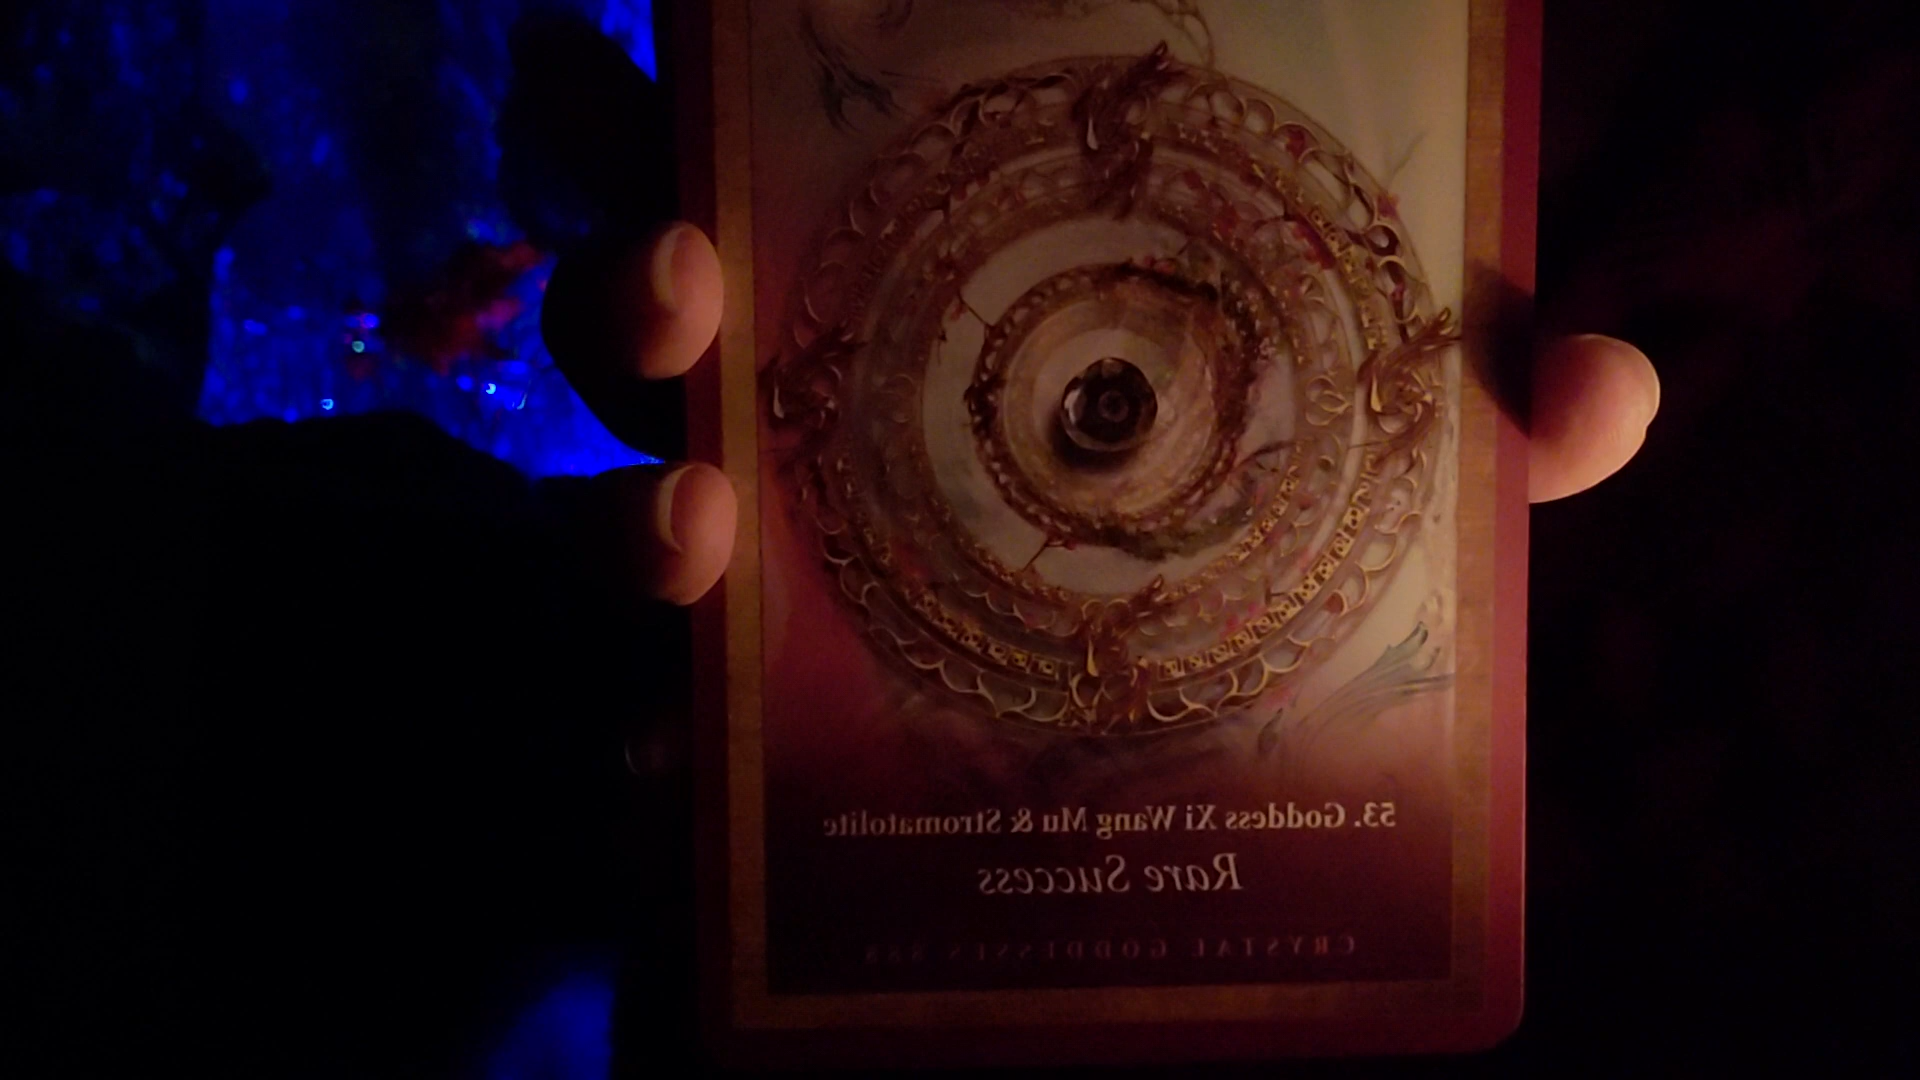 53. Goddess Xi Wang Mu & Stromatolite
Rare Success
CRYSTAL GODDESSES 888